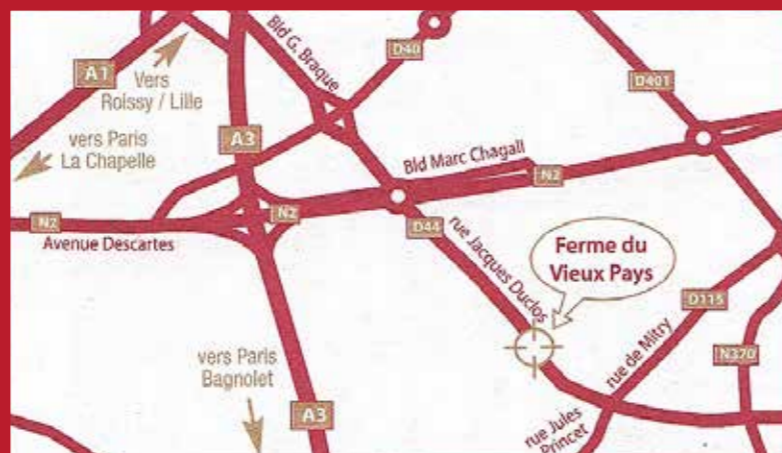 Bld G. Braque
D40
A1
Vers
Roissy / Lille
D401
vers Paris
La Chapelle
A3
Bld Marc Chagall
N2
N2
N2
Avenue Descartes
D44
rue Jacques Duclos
Ferme du
Vieux Pays
D115
rue de Mitry
N370
vers Paris
Bagnolet
A3
rue Jules
Princet